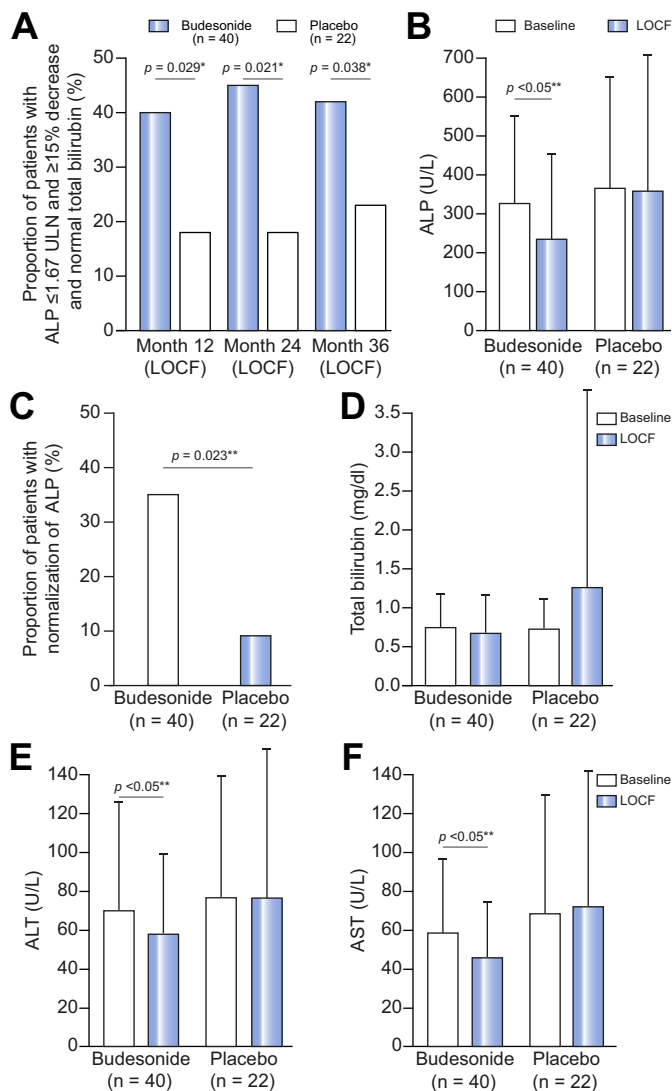 A
Budesonide
(n = 40)
Placebo
(n = 22)
p = 0.029*
p = 0.021*
p = 0.038*
Proportion of patients with
ALP ≤1.67 ULN and ≥15% decrease
and normal total bilirubin (%)
50
40
20
10
0
Month 12
(LOCF)
Month 24
(LOCF)
Month 36
(LOCF)
B
Baseline
LOCF
p <0.05**
ALP (U/L)
700
600
500
400
300
200
100
000
Budesonide
(n = 40)
Placebo
(n = 22)
C
p = 0.023**
Proportion of patients with
normalization of ALP (%)
50
40
30
20
10
0
Budesonide
(n = 40)
Placebo
(n = 22)
D
Baseline
LOCF
Total bilirubin (mg/dl)
3.5
3.0
2.5
2.0
1.5
1.0
0.5
0.0
Budesonide
(n = 40)
Placebo
(n = 22)
E
p <0.05**
ALT (U/L)
140
120
100
80
60
40
20
0
Budesonide
(n = 40)
Placebo
(n = 22)
F
Baseline
LOCF
p <0.05**
AST (U/L)
140
120
100
80
60
40
20
0
Budesonide
(n = 40)
Placebo
(n = 22)